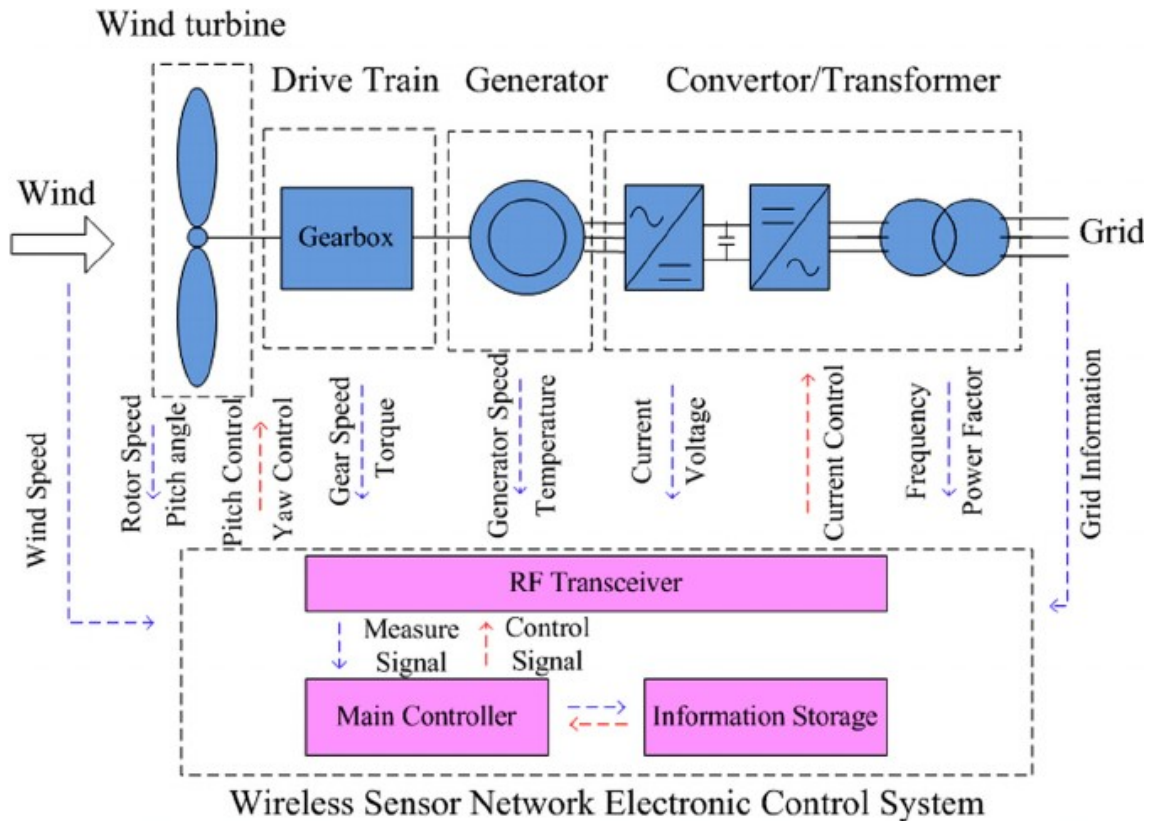 Wind turbine
Drive Train
Generator
Convertor/Transformer
Wind
Gearbox
Grid
Wind Speed
Rotor Speed
Pitch angle
Pitch Control
Yaw Control
Gear Speed
Torque
Generator Speed
Temperature
Current
Voltage
Current Control
Frequency
Power Factor
Grid Information
RF Transceiver
Measure
Signal
Control
Signal
Main Controller
Information Storage
Wireless Sensor Network Electronic Control System